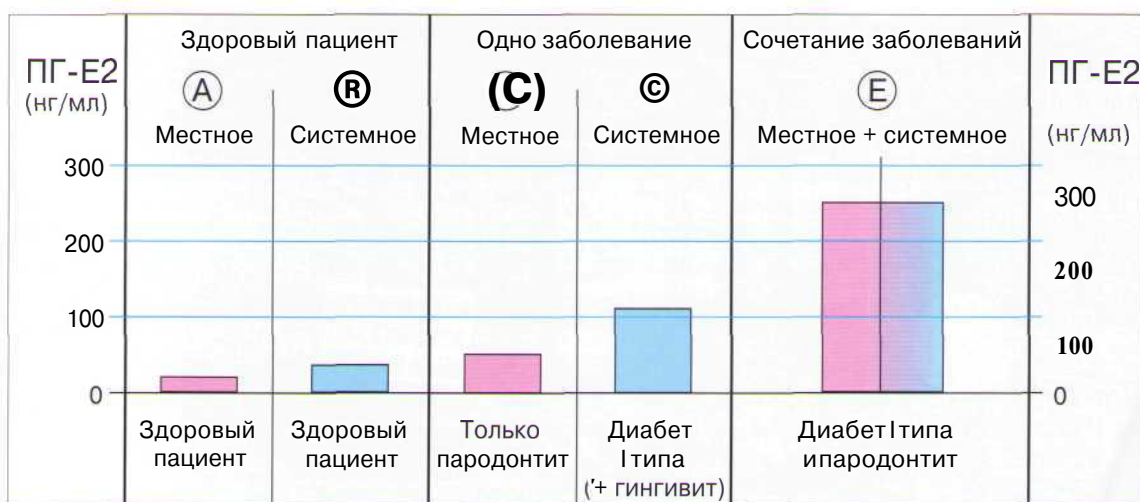 Здоровый пациент
Одно заболевание
Сочетание заболеваний
ПГ-Е2
(нг/мл)
A
®
(C)
©
E
ПГ-Е2
(нг/мл)
Местное
Системное
Местное
Системное
Местное + системное
300
200
100
0
300
200
100
0
Здоровый
пациент
Здоровый
пациент
Только
пародонтит
Диабет
I типа
('+ гингивит)
Диабет I типа
ипародонтит